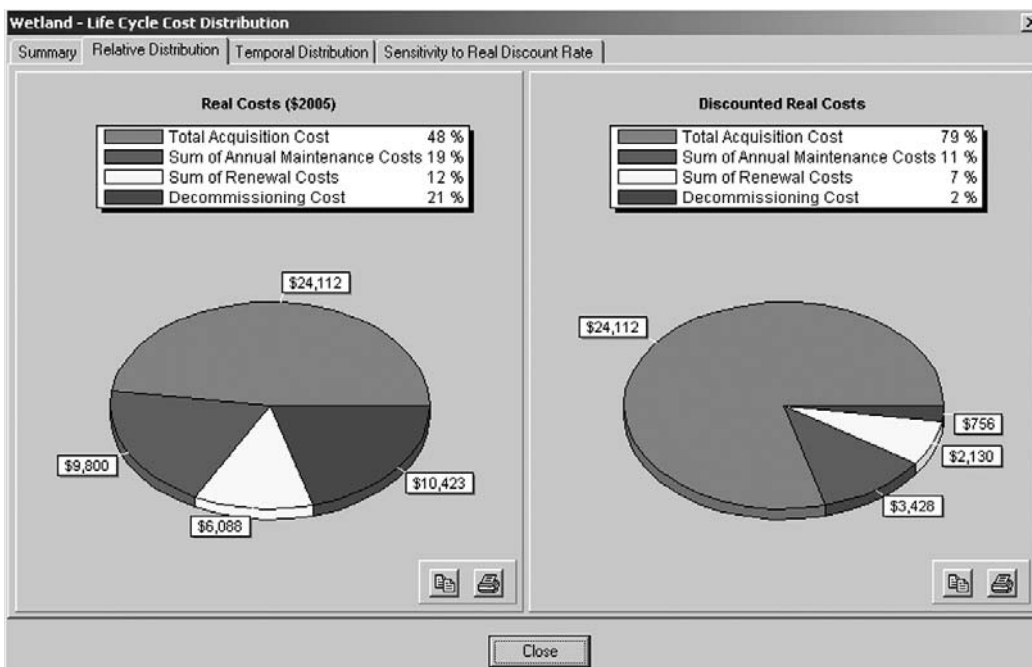 Wetland - Life Cycle Cost Distribution
Summary Relative Distribution Temporal Distribution Sensitivity to Real Discount Rate
Real Costs ($2005)
Total Acquisition Cost 48 %
Sum of Annual Maintenance Costs 19 %
Sum of Renewal Costs 12 %
Decommissioning Cost 21 %
$24,112
$9,800
$6,088
$10,423
Discounted Real Costs
Total Acquisition Cost 79 %
Sum of Annual Maintenance Costs 11 %
Sum of Renewal Costs 7 %
Decommissioning Cost 2 %
$24,112
$756
$2,130
$3,428
Close